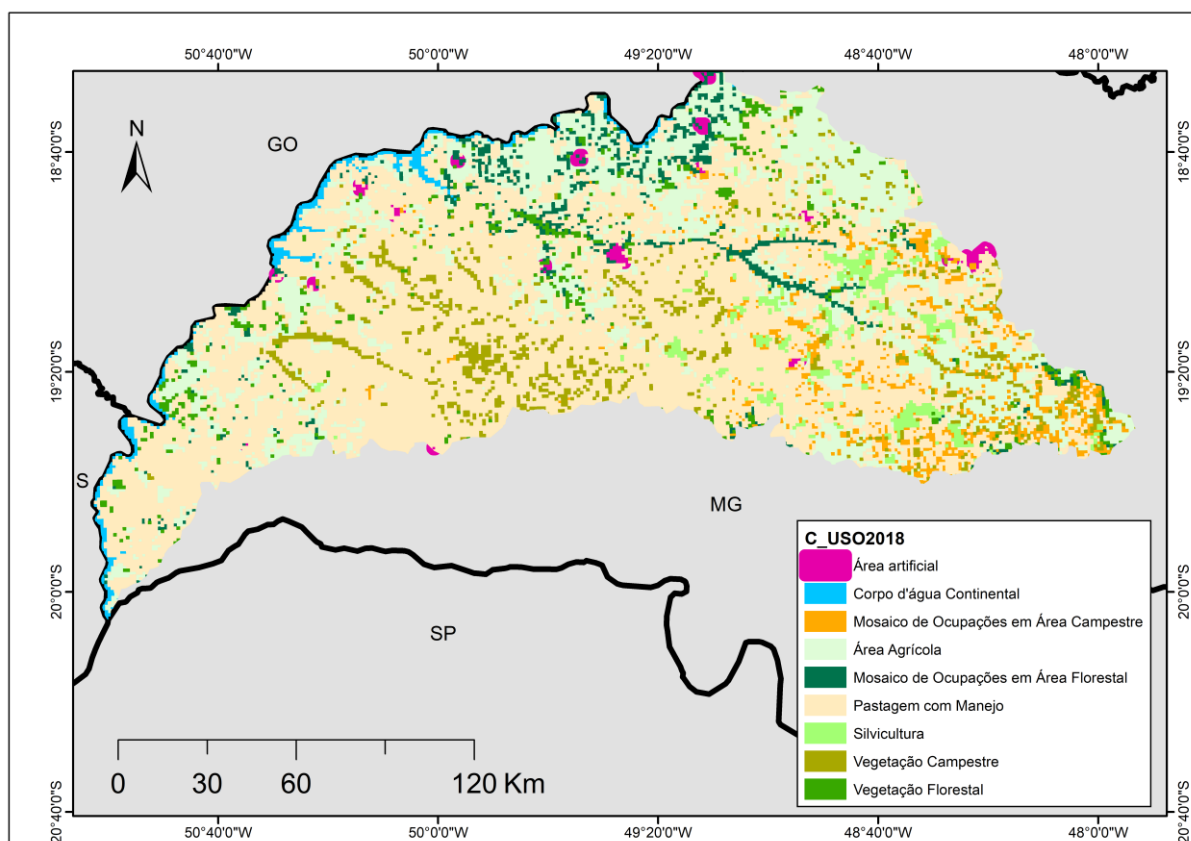 50°40'0"W 50°0'0"W 49°20'0"W 48°40'0"W 48°0'0"W
N
GO
18°40'0"S 18°40'0"S
19°20'0"S 19°20'0"S
S
MG
C_USO2018
Área artificial
Corpo d'água Continental
Mosaico de Ocupações em Área Campestre
Área Agrícola
Mosaico de Ocupações em Área Florestal
Pastagem com Manejo
Silvicultura
Vegetação Campestre
Vegetação Florestal
20°0'0"S 20°0'0"S
SP
0 30 60 120 Km
20°40'0"S 20°40'0"S
50°40'0"W 50°0'0"W 49°20'0"W 48°40'0"W 48°0'0"W